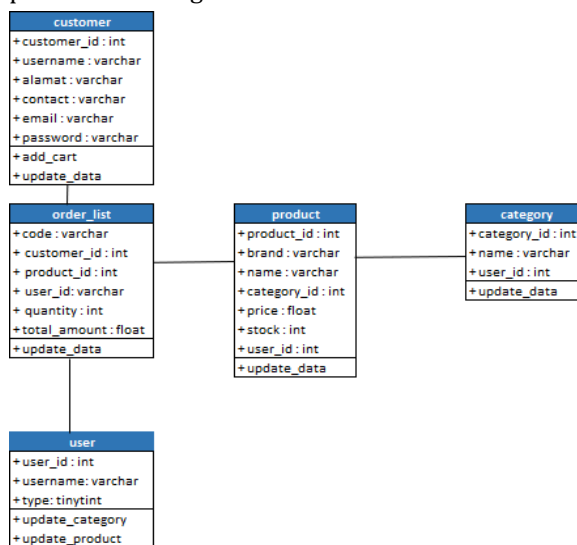 customer
+customer_id : int
+username : varchar
+alamat : varchar
+contact : varchar
+email : varchar
+password : varchar
+add_cart
+update_data
order_list
+code : varchar
+ customer_id : int
+ product_id : int
+ user_id: varchar
+ quantity : int
+total_amount : float
+update_data
product
+product_id : int
+brand : varchar
+name : varchar
+category_id : int
+price : float
+stock : int
+user_id : int
+update_data
category
+category_id : int
+name : varchar
+user_id : int
+update_data
user
+user_id : int
+username: varchar
+type: tinytint
+update_category
+update_product